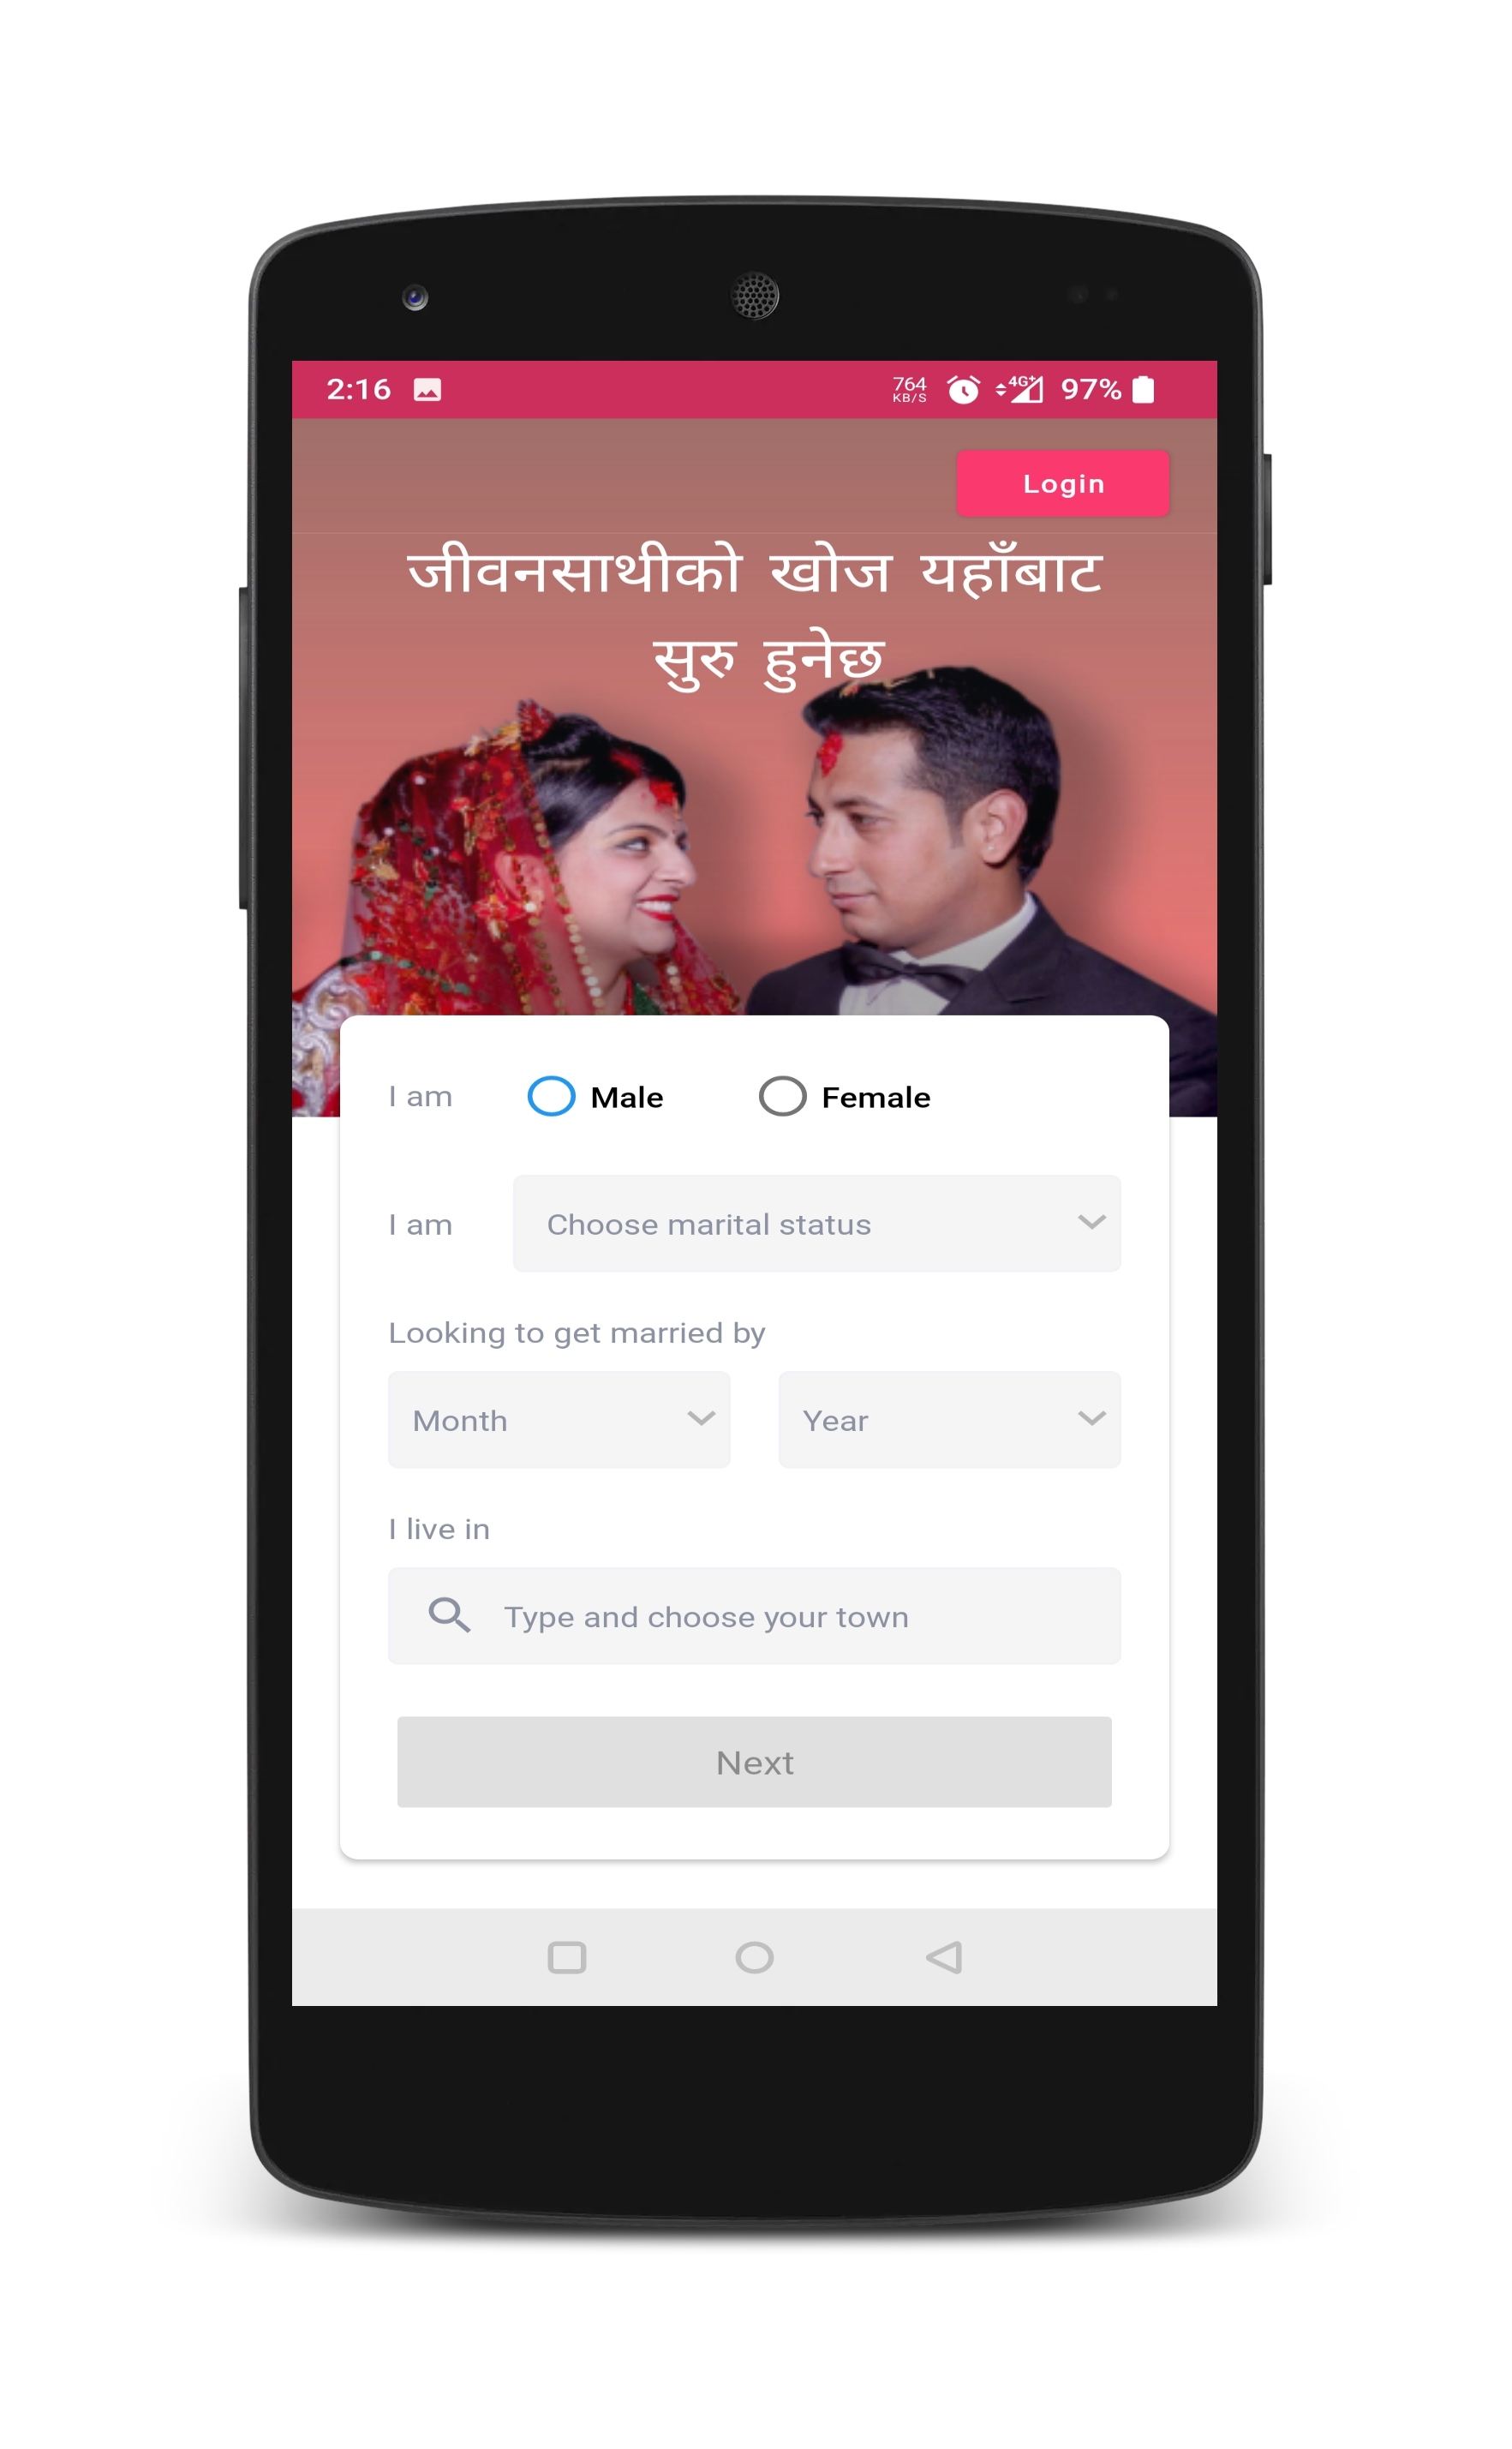 2:16 764 KB/S 4G+ 97%
Login
जीवनसाथीको खोज यहाँबाट
सुरु हुनेछ
I am Male Female
I am Choose marital status
Looking to get married by
Month Year
I live in
Type and choose your town
Next